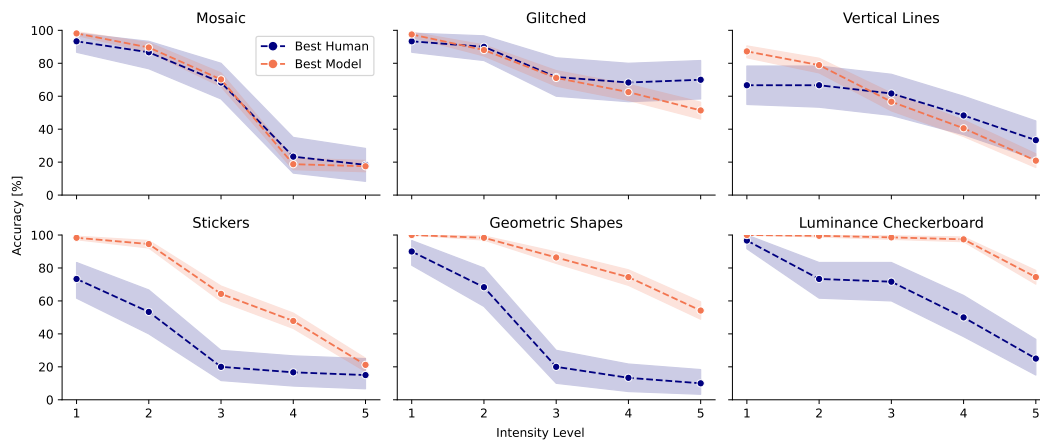 Mosaic
Glitched
Vertical Lines
100
80
60
40
20
0
Best Human
Best Model
Accuracy [%]
Stickers
Geometric Shapes
Luminance Checkerboard
100
80
60
40
20
0
1 2 3 4 5
1 2 3 4 5
1 2 3 4 5
Intensity Level